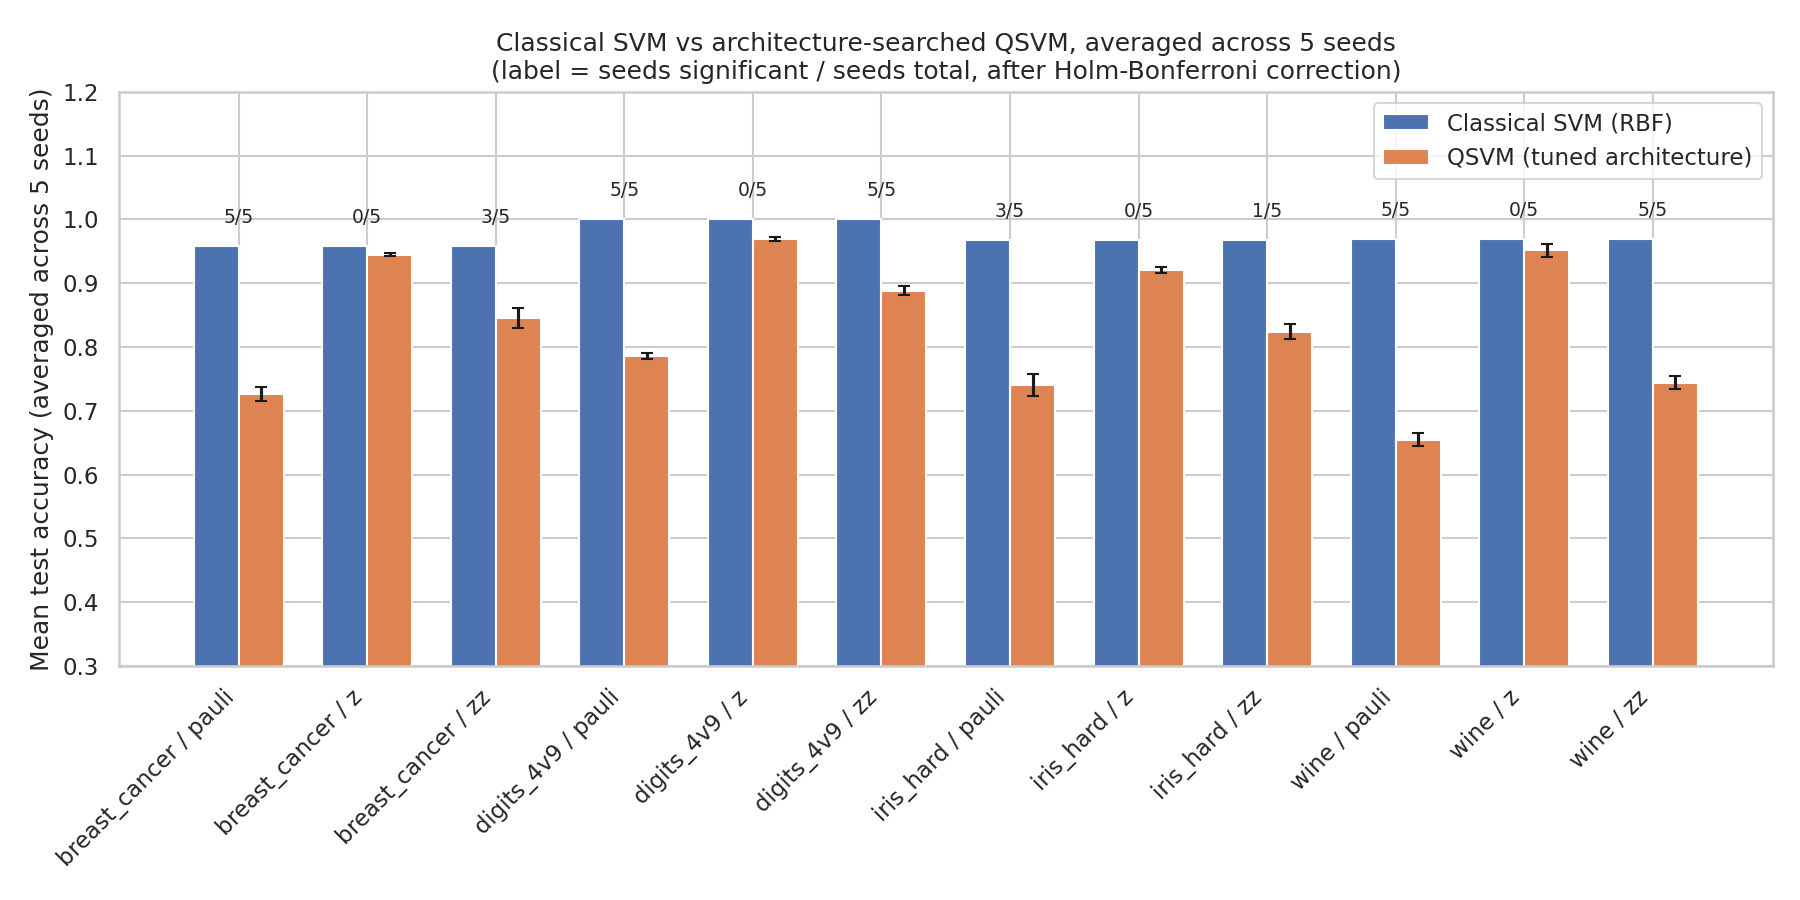 Classical SVM vs architecture-searched QSVM, averaged across 5 seeds
(label = seeds significant / seeds total, after Holm-Bonferroni correction)
Mean test accuracy (averaged across 5 seeds)
1.2
1.1
1.0
0.9
0.8
0.7
0.6
0.5
0.4
0.3
Classical SVM (RBF)
QSVM (tuned architecture)
5/5
0/5
3/5
5/5
0/5
5/5
3/5
0/5
1/5
5/5
0/5
5/5
breast_cancer / pauli
breast_cancer / z
breast_cancer / zz
digits_4v9 / pauli
digits_4v9 / z
digits_4v9 / zz
iris_hard / pauli
iris_hard / z
iris_hard / zz
wine / pauli
wine / z
wine / zz